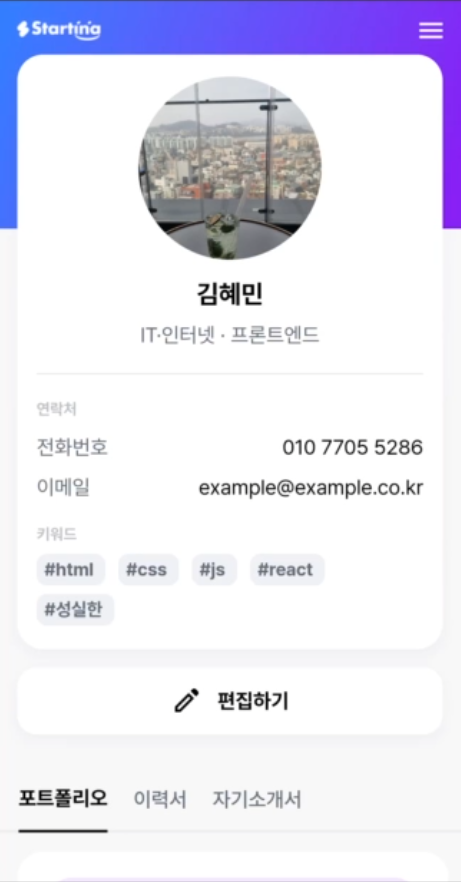 Starting
김혜민
IT·인터넷 · 프론트엔드
연락처
전화번호 010 7705 5286
이메일 example@example.co.kr
키워드
#html #css #js #react
#성실한
편집하기
포트폴리오 이력서 자기소개서